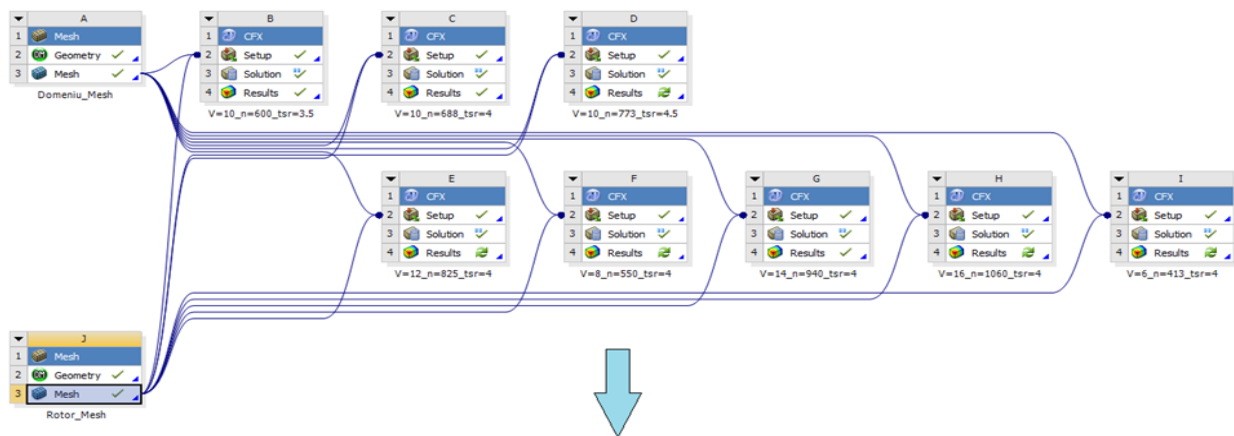 A
1 Mesh
2 Geometry
3 Mesh
Domeniu_Mesh
B
1 CFX
2 Setup
3 Solution
4 Results
V=10_n=600_tsr=3.5
C
1 CFX
2 Setup
3 Solution
4 Results
V=10_n=688_tsr=4
D
1 CFX
2 Setup
3 Solution
4 Results
V=10_n=773_tsr=4.5
E
1 CFX
2 Setup
3 Solution
4 Results
V=12_n=825_tsr=4
F
1 CFX
2 Setup
3 Solution
4 Results
V=8_n=550_tsr=4
G
1 CFX
2 Setup
3 Solution
4 Results
V=14_n=940_tsr=4
H
1 CFX
2 Setup
3 Solution
4 Results
V=16_n=1060_tsr=4
I
1 CFX
2 Setup
3 Solution
4 Results
V=6_n=413_tsr=4
J
1 Mesh
2 Geometry
3 Mesh
Rotor_Mesh